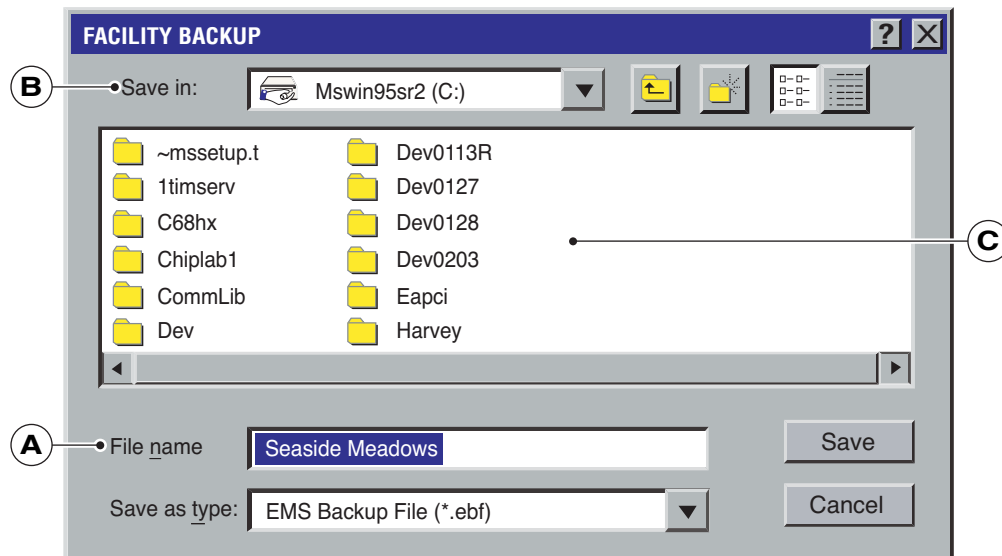 FACILITY BACKUP ?
B Save in: Mswin95sr2 (C:)
~mssetup.t Dev0113R
1timserv Dev0127
C68hx Dev0128
Chiplab1 Dev0203
CommLib Eapci
Dev Harvey
C
A File name Seaside Meadows Save
Save as type: EMS Backup File (*.ebf) Cancel